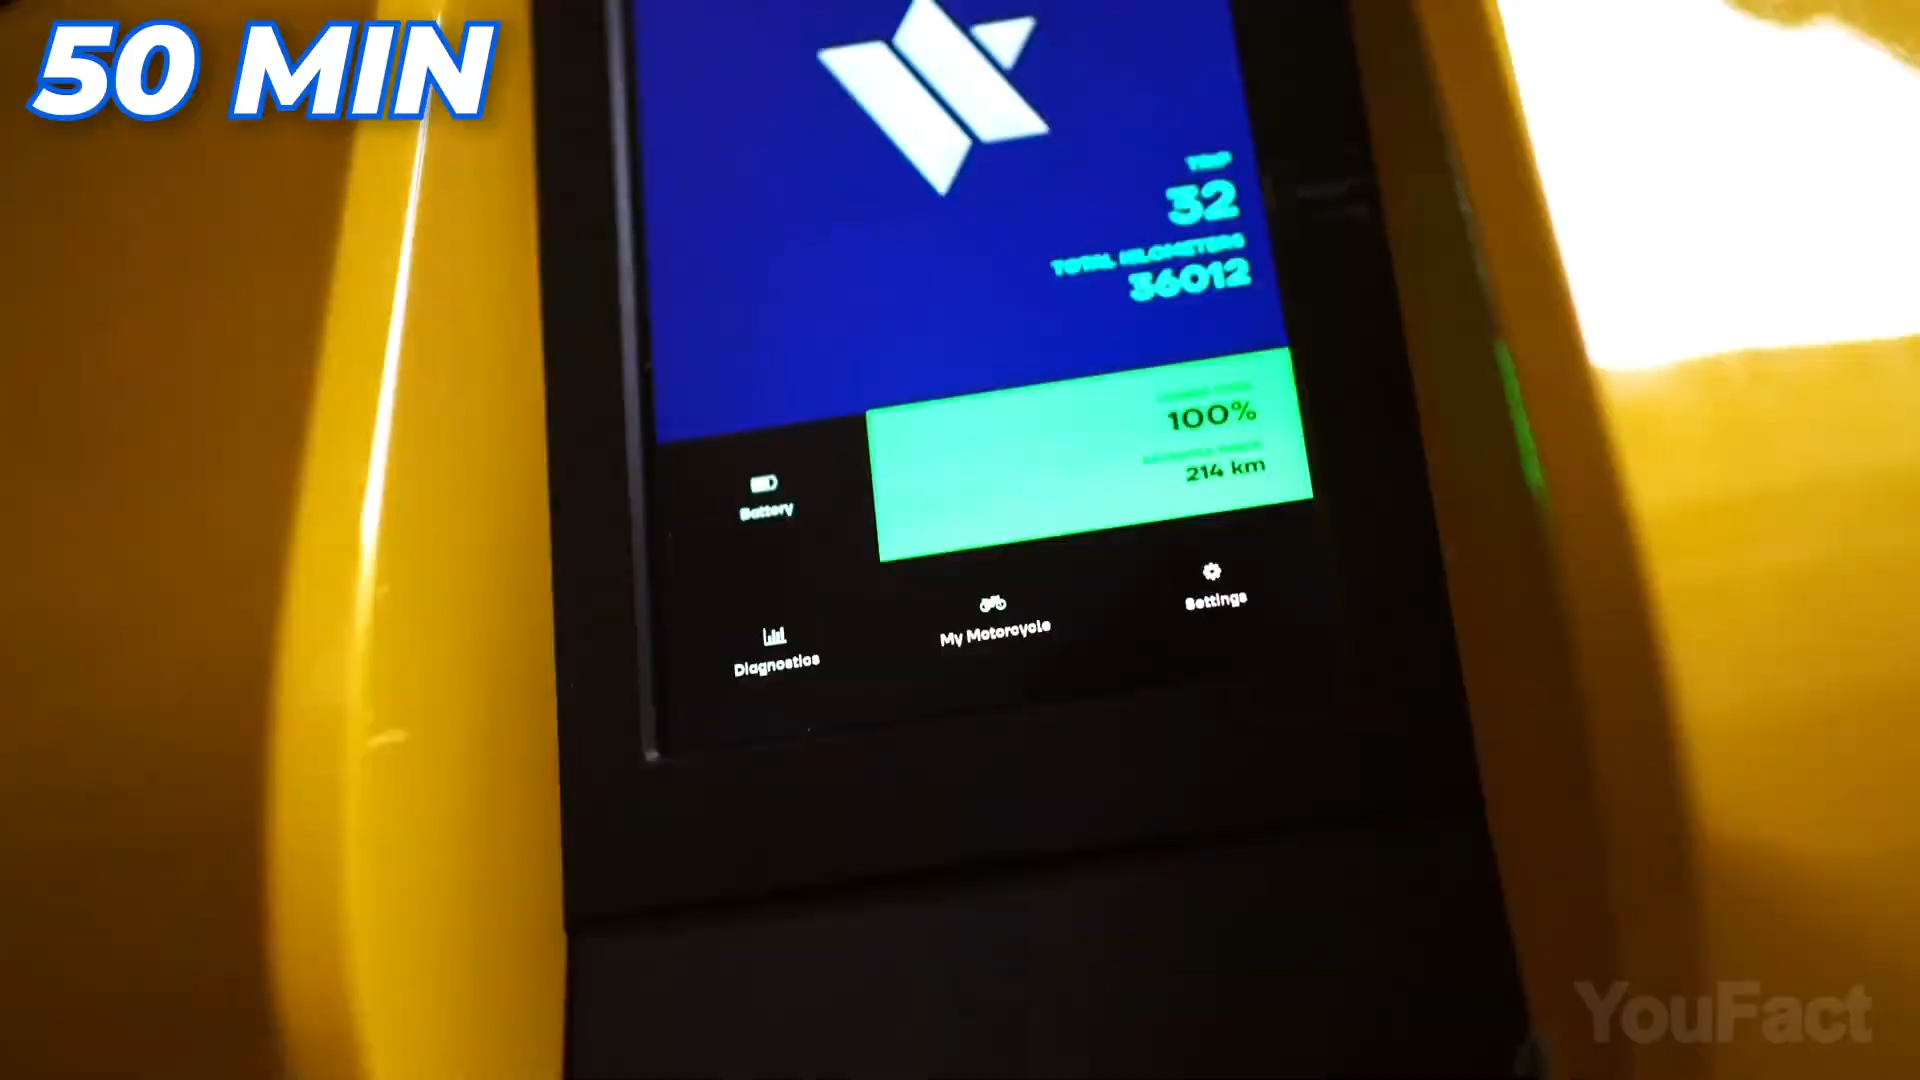 50 MIN
TRIP
32
TOTAL KILOMETERS
36012
100%
214 km
Battery
Settings
My Motorcycle
Diagnostics
YouFact